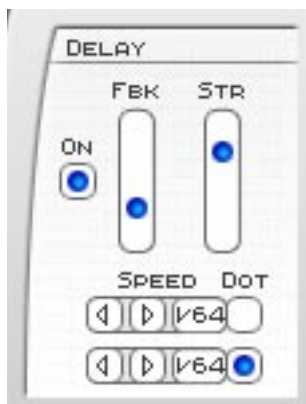 DELAY
FBK STR
ON
SPEED DOT
1/64
1/64